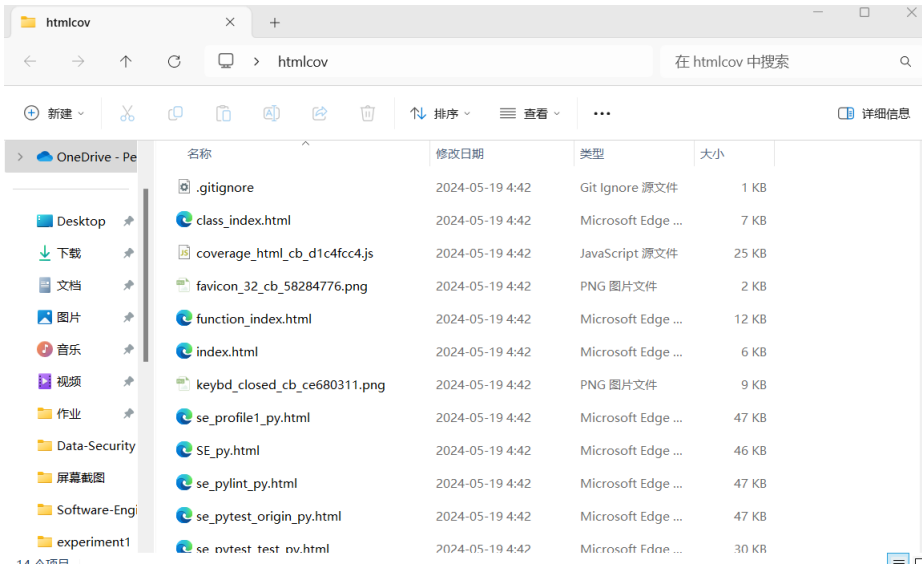 htmlcov
htmlcov
在 htmlcov 中搜索
新建
排序
查看
详细信息
OneDrive - Pe
名称 修改日期 类型 大小
.gitignore 2024-05-19 4:42 Git Ignore 源文件 1 KB
Desktop
class_index.html 2024-05-19 4:42 Microsoft Edge ... 7 KB
下载
coverage_html_cb_d1c4fcc4.js 2024-05-19 4:42 JavaScript 源文件 25 KB
文档
favicon_32_cb_58284776.png 2024-05-19 4:42 PNG 图片文件 2 KB
图片
function_index.html 2024-05-19 4:42 Microsoft Edge ... 12 KB
音乐
index.html 2024-05-19 4:42 Microsoft Edge ... 6 KB
视频
keybd_closed_cb_ce680311.png 2024-05-19 4:42 PNG 图片文件 9 KB
作业
se_profile1_py.html 2024-05-19 4:42 Microsoft Edge ... 47 KB
Data-Security
SE_py.html 2024-05-19 4:42 Microsoft Edge ... 46 KB
屏幕截图
se_pylint_py.html 2024-05-19 4:42 Microsoft Edge ... 47 KB
Software-Engi
se_pytest_origin_py.html 2024-05-19 4:42 Microsoft Edge ... 47 KB
experiment1
se_pytest_test_py.html 2024-05-19 4:42 Microsoft Edge ... 30 KB
14 个项目